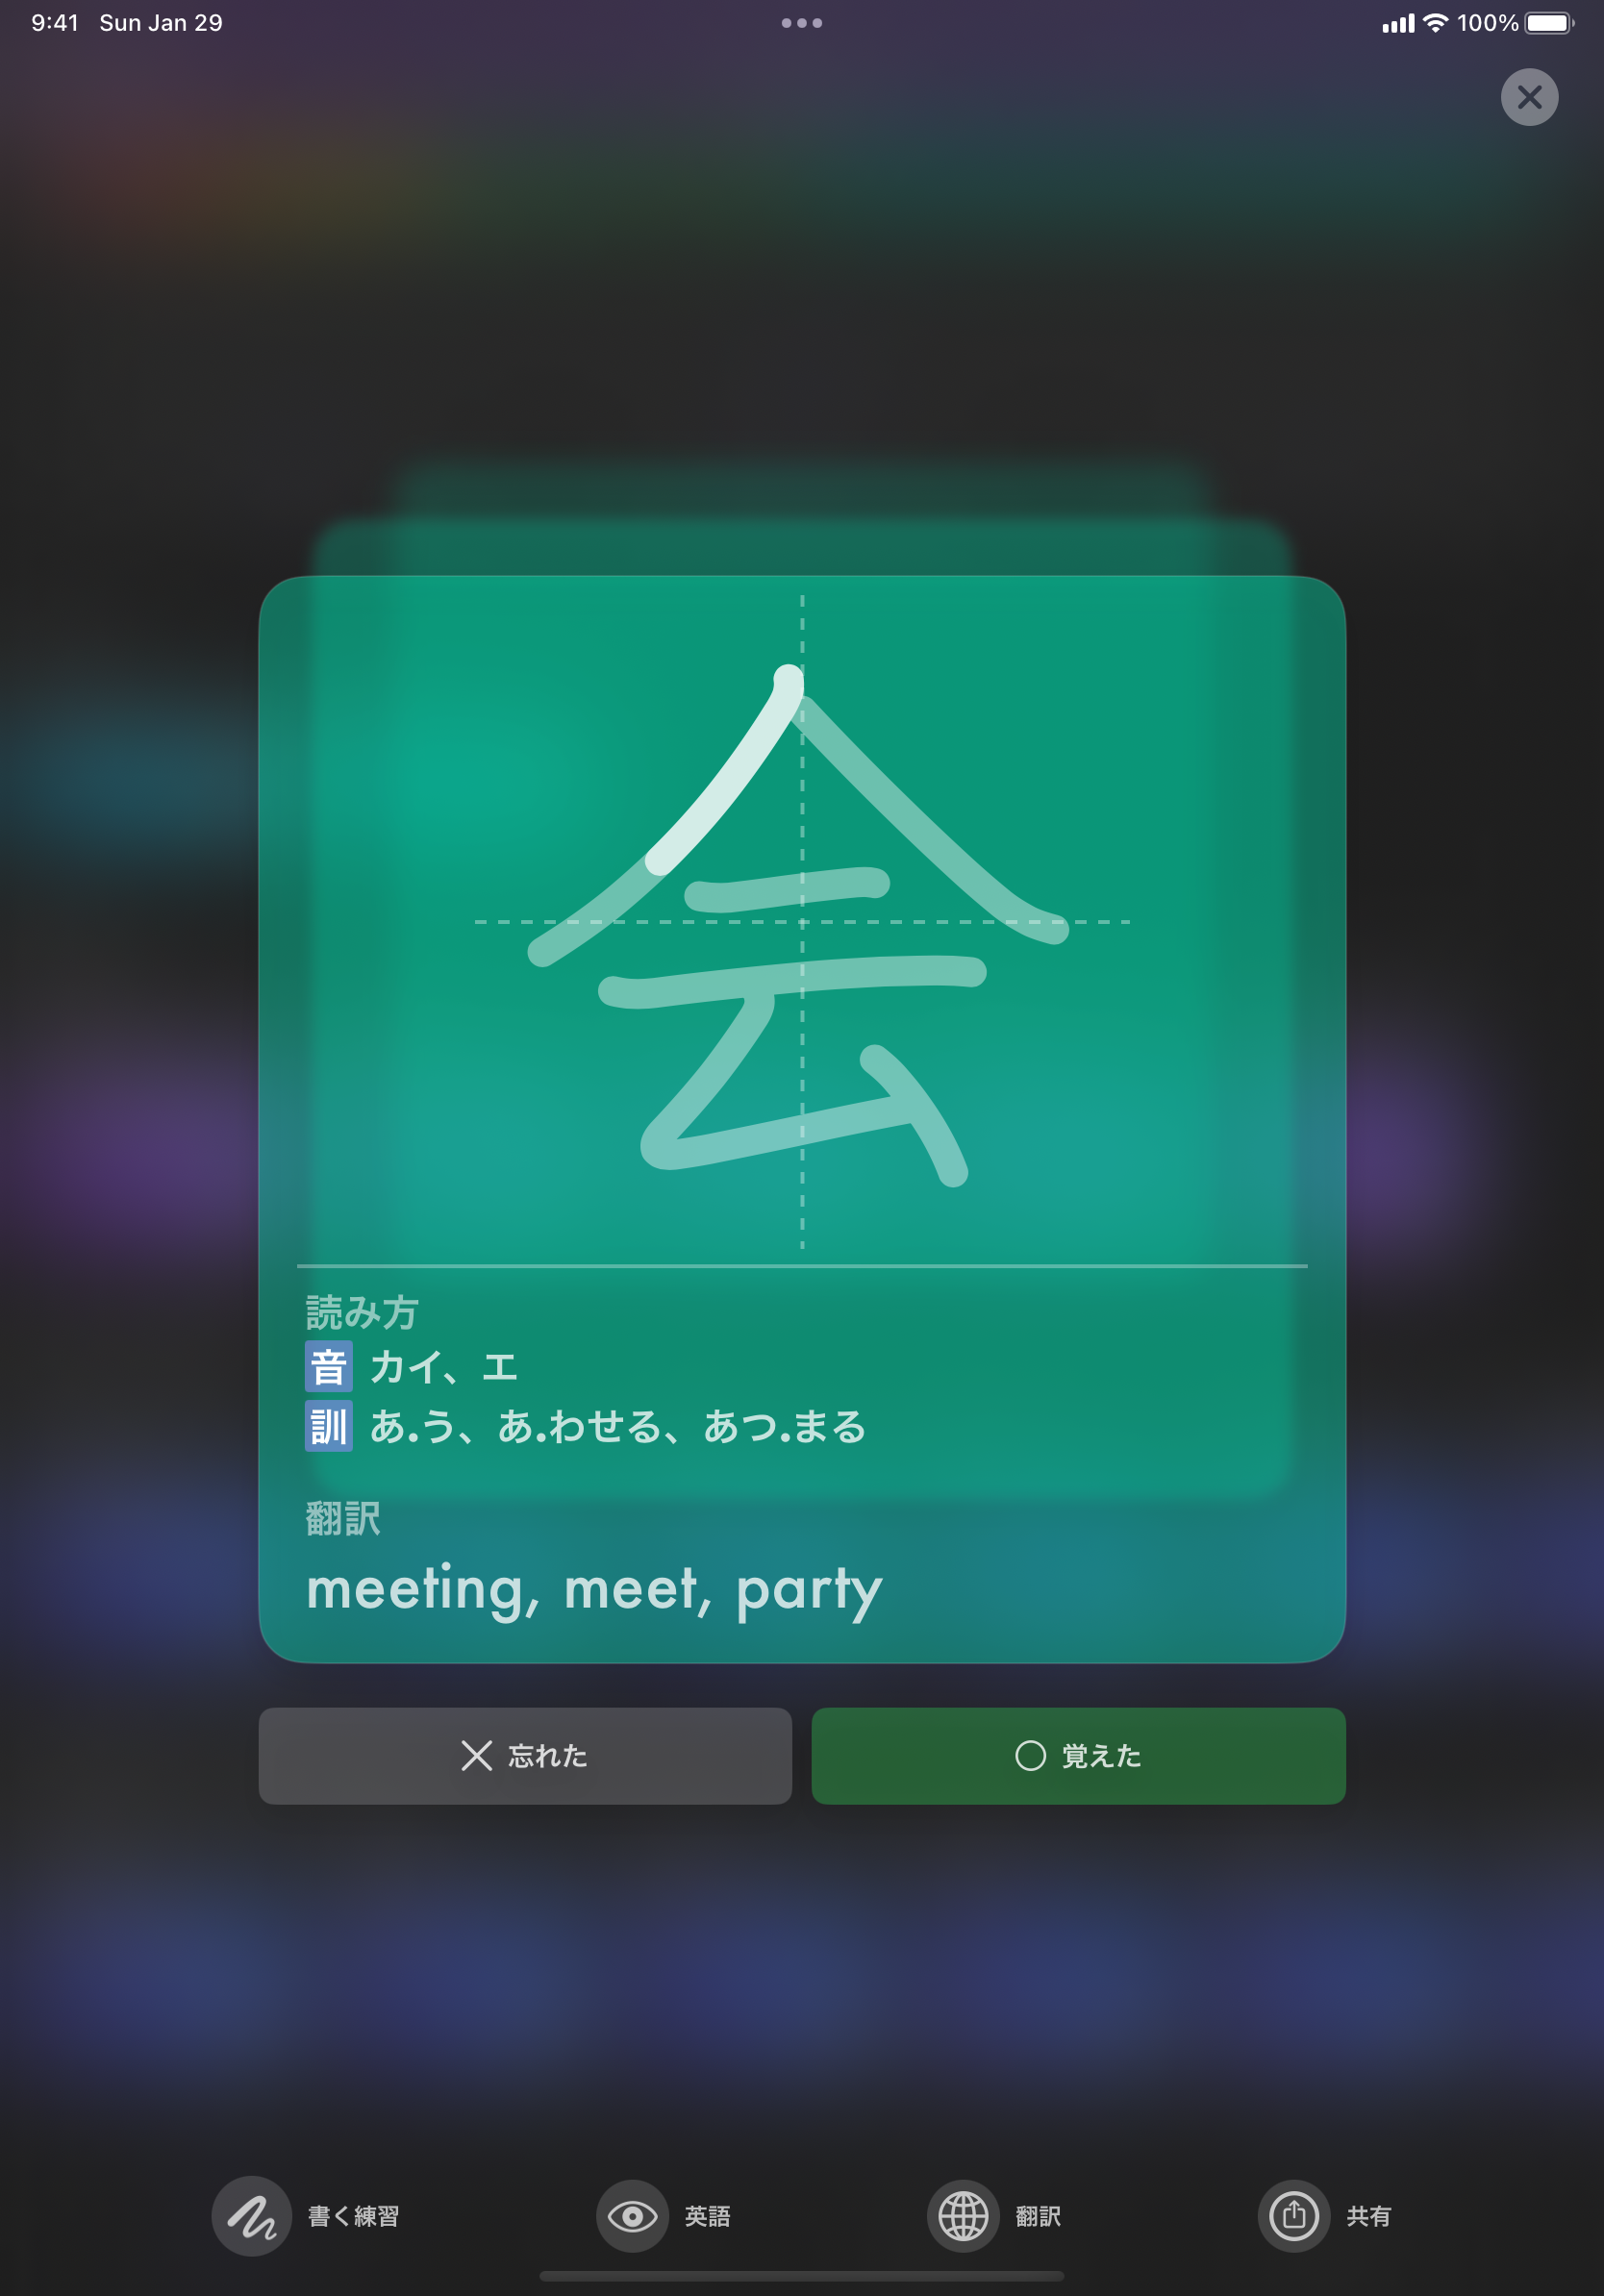 9:41 Sun Jan 29 100%
会
読み方
音 カイ、エ
訓 あ.う、あ.わせる、あつ.まる
翻訳
meeting, meet, party
忘れた
覚えた
書く練習
英語
翻訳
共有